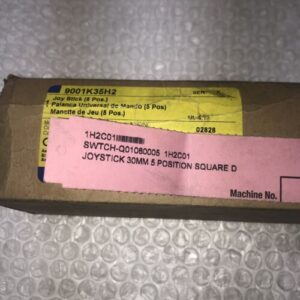 9001K35H2
Joy Stick (5 Pos.)
Palanca Universal de Mando (5 Pos)
Manette de Jeu (5 Pos.)
02828
1H2C01
SWTCH-Q01080005 1H2C01
JOYSTICK 30MM 5 POSITION SQUARE D
Machine No.